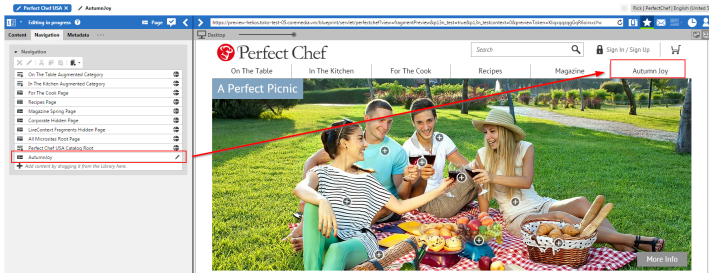 Perfect Chef USA
AutumnJoy
Rick | PerfectChef | English (United S
Editing in progress
Page
Content Navigation Metadata
Desktop
Navigation
On The Table Augmented Category
In The Kitchen Augmented Category
For The Cook Page
Recipes Page
Magazine Spring Page
Corporate Hidden Page
LiveContext Fragments Hidden Page
All Microsites Root Page
Perfect Chef USA Catalog Root
AutumnJoy
Add content by dragging it from the Library here.
Perfect Chef
Search
Sign In / Sign Up
On The Table In The Kitchen For The Cook Recipes Magazine Autumn Joy
A Perfect Picnic
More Info